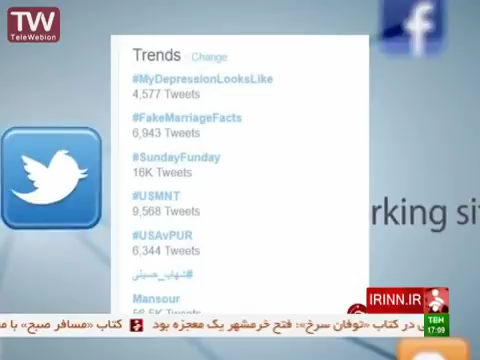 TW
TeleWebion
Trends · Change
#MyDepressionLooksLike
4,577 Tweets
#FakeMarriageFacts
6,943 Tweets
#SundayFunday
16K Tweets
#USMNT
9,568 Tweets
#USAvPUR
6,344 Tweets
#شهاب_حسینی
Mansour
rking si
IRINN.IR
TEH
17:09
ی در کتاب «توفان سرخ»: فتح خرمشهر یک معجزه بود
کتاب «مسافر صبح» با